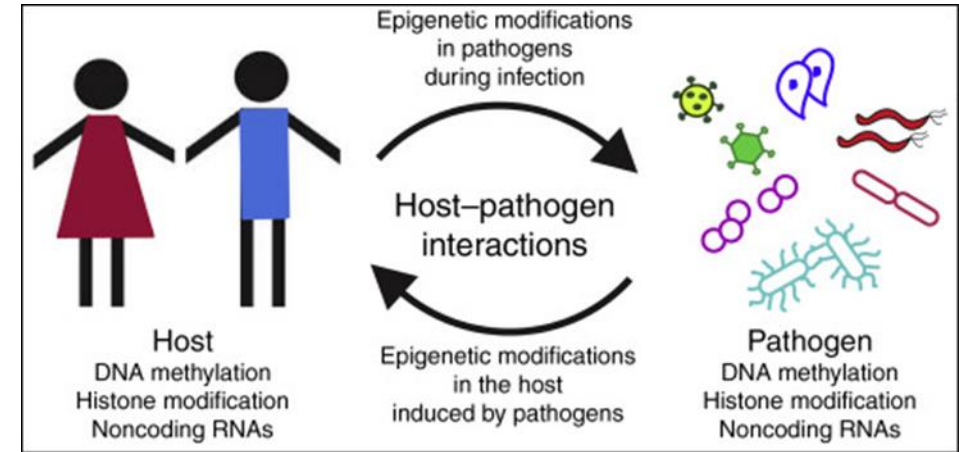 Epigenetic modifications
in pathogens
during infection
Host–pathogen
interactions
Epigenetic modifications
in the host
induced by pathogens
Host
DNA methylation
Histone modification
Noncoding RNAs
Pathogen
DNA methylation
Histone modification
Noncoding RNAs